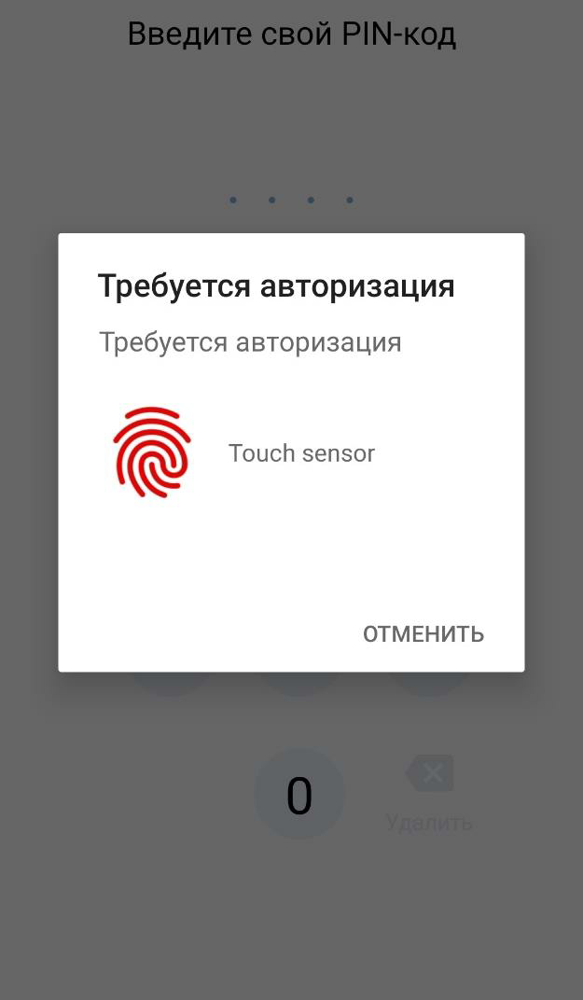 Введите свой PIN-код
Требуется авторизация
Требуется авторизация
Touch sensor
ОТМЕНИТЬ
0
Удалить